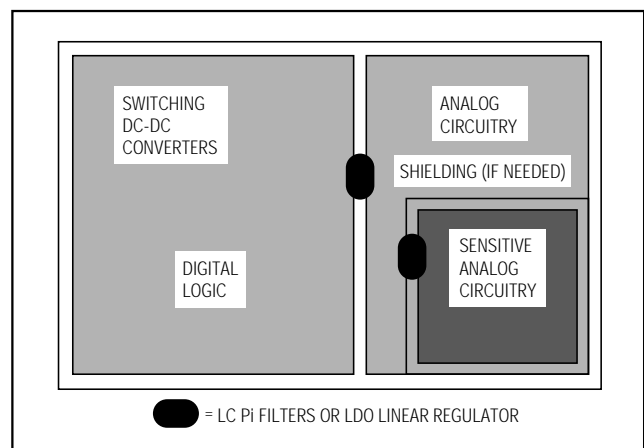 SWITCHING
DC-DC
CONVERTERS
DIGITAL
LOGIC
ANALOG
CIRCUITRY
SHIELDING (IF NEEDED)
SENSITIVE
ANALOG
CIRCUITRY
= LC Pi FILTERS OR LDO LINEAR REGULATOR